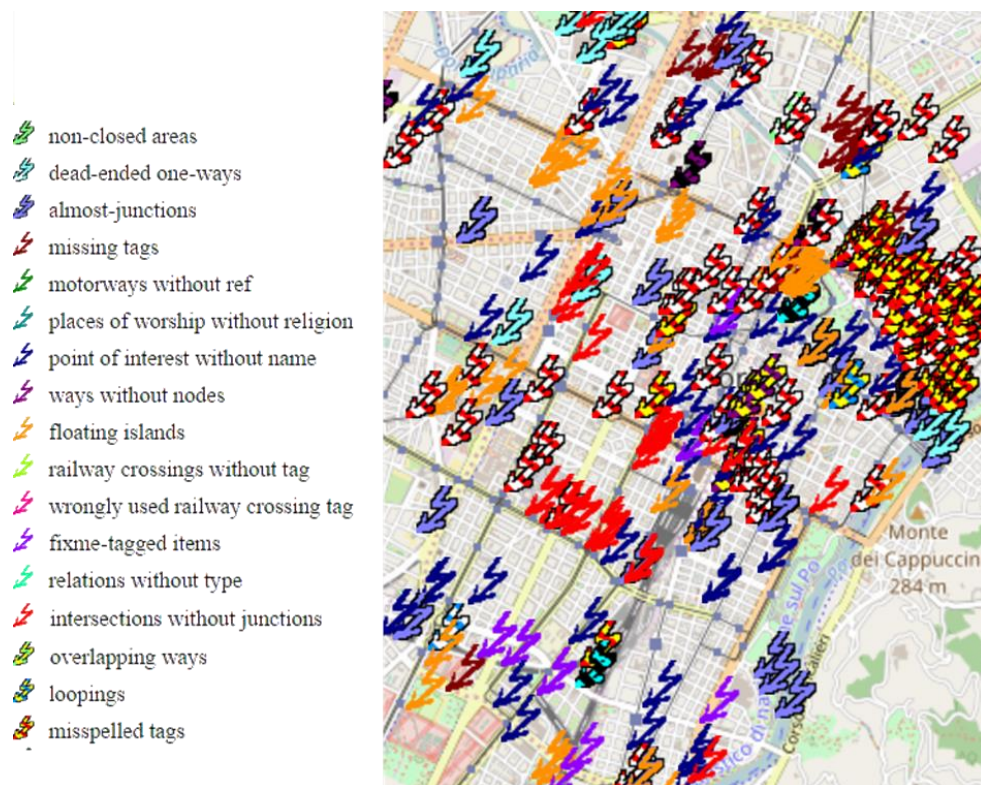 non-closed areas
dead-ended one-ways
almost-junctions
missing tags
motorways without ref
places of worship without religion
point of interest without name
ways without nodes
floating islands
railway crossings without tag
wrongly used railway crossing tag
fixme-tagged items
relations without type
intersections without junctions
overlapping ways
loopings
misspelled tags
Monte
dei Cappuccin
284 m